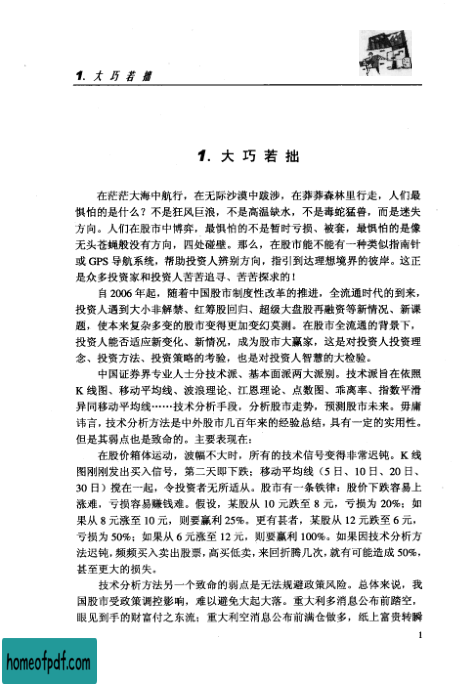 1. 大巧若拙
1. 大巧若拙
在茫茫大海中航行，在无际沙漠中跋涉，在莽莽森林里行走，人们最
惧怕的是什么？不是狂风巨浪，不是高温缺水，不是毒蛇猛兽，而是迷失
方向。人们在股市中博弈，最惧怕的不是暂时亏损、被套，最惧怕的是像
无头苍蝇般没有方向，四处碰壁。那么，在股市能不能有一种类似指南针
或 GPS 导航系统，帮助投资人辨别方向，指引到达理想境界的彼岸。这正
是众多投资家和投资人苦苦追寻、苦苦探求的！
自 2006 年起，随着中国股市制度性改革的推进，全流通时代的到来，
投资人遇到大小非解禁、红筹股回归、超级大盘股再融资等新情况、新课
题，使本来复杂多变的股市变得更加变幻莫测。在股市全流通的背景下，
投资人能否适应新变化、新情况，成为股市大赢家，这是对投资人投资理
念、投资方法、投资策略的考验，也是对投资人智慧的大检验。
中国证券界专业人士分技术派、基本面派两大派别。技术派旨在依照
K 线图、移动平均线、波浪理论、江恩理论、点数图、乖离率、指数平滑
异同移动平均线……技术分析手段，分析股市走势，预测股市未来。毋庸
讳言，技术分析方法是中外股市几百年来的经验总结，具有一定的实用性。
但是其弱点也是致命的。主要表现在：
在股价箱体运动，波幅不大时，所有的技术信号变得非常迟钝。K 线
图刚刚发出买入信号，第二天即下跌；移动平均线（5 日、10 日、20 日、
30 日）搅在一起，令投资者无所适从。股市有一条铁律：股价下跌容易上
涨难，亏损容易赚钱难。假设，某股从 10 元跌至 8 元，亏损为 20%；如
果从 8 元涨至 10 元，则要赢利 25%。更有甚者，某股从 12 元跌至 6 元，
亏损为 50%；如果从 6 元涨至 12 元，则要赢利 100%。如果因技术分析方
法迟钝，频频买入卖出股票，高买低卖，来回折腾几次，就有可能造成 50%，
甚至更大的损失。
技术分析方法另一个致命的弱点是无法规避政策风险。总体来说，我
国股市受政策调控影响，难以避免大起大落。重大利多消息公布前踏空，
眼见到手的财富付之东流；重大利空消息公布前满仓做多，纸上富贵转瞬
1
homeofpdf.com